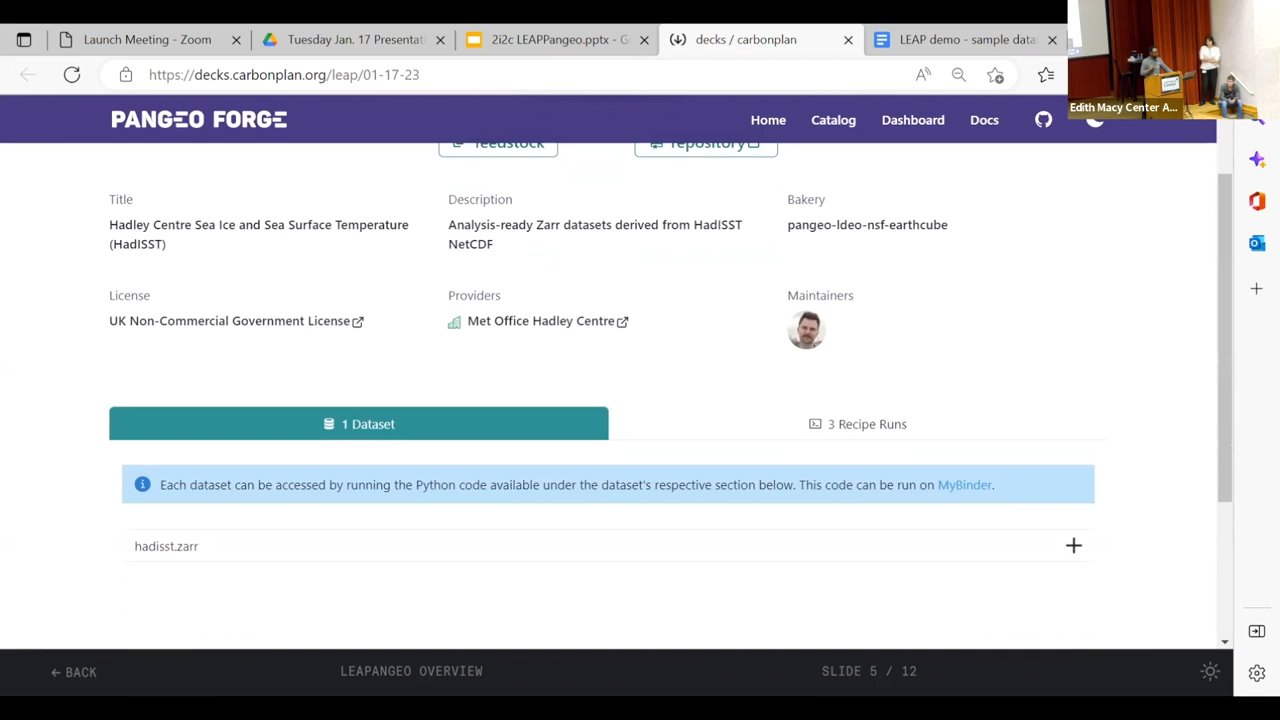 Launch Meeting - Zoom
Tuesday Jan. 17 Presentati
2i2c LEAPPangeo.pptx - G
decks / carbonplan
LEAP demo - sample data
https://decks.carbonplan.org/leap/01-17-23
Edith Macy Center A...
PANGEO FORGE
Home
Catalog
Dashboard
Docs
feedstock
repository
Title
Hadley Centre Sea Ice and Sea Surface Temperature
(HadISST)
Description
Analysis-ready Zarr datasets derived from HadISST
NetCDF
Bakery
pangeo-ldeo-nsf-earthcube
License
UK Non-Commercial Government License
Providers
Met Office Hadley Centre
Maintainers
1 Dataset
3 Recipe Runs
Each dataset can be accessed by running the Python code available under the dataset's respective section below. This code can be run on MyBinder.
hadisst.zarr
← BACK
LEAPANGEO OVERVIEW
SLIDE 5 / 12